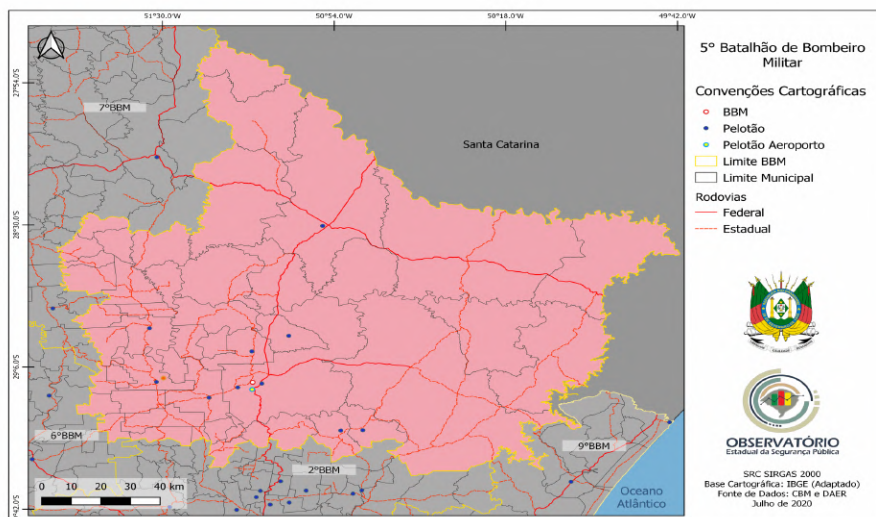 51°30.0'W
50°54.0'W
50°18.0'W
49°42.0'W
27°54.0'S
28°30.0'S
29°6.0'S
29°42.0'S
7°BBM
Santa Catarina
6°BBM
2°BBM
9°BBM
Oceano
Atlântico
0 10 20 30 40 km
5° Batalhão de Bombeiro
Militar
Convenções Cartográficas
BBM
Pelotão
Pelotão Aeroporto
Limite BBM
Limite Municipal
Rodovias
Federal
Estadual
OBSERVATÓRIO
Estadual da Segurança Pública
SRC SIRGAS 2000
Base Cartográfica: IBGE (Adaptado)
Fonte de Dados: CBM e DAER
Julho de 2020